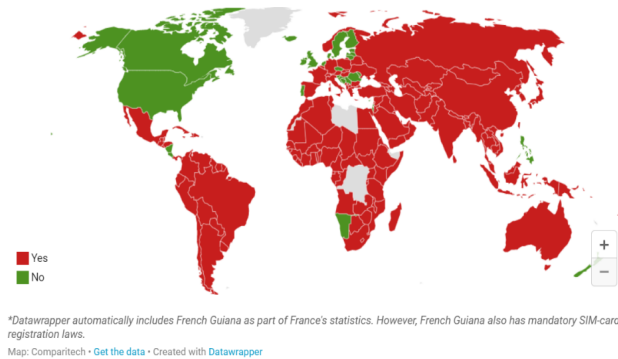 +
−
Yes
No
*Datawrapper automatically includes French Guiana as part of France's statistics. However, French Guiana also has mandatory SIM-card
registration laws.
Map: Comparitech • Get the data • Created with Datawrapper